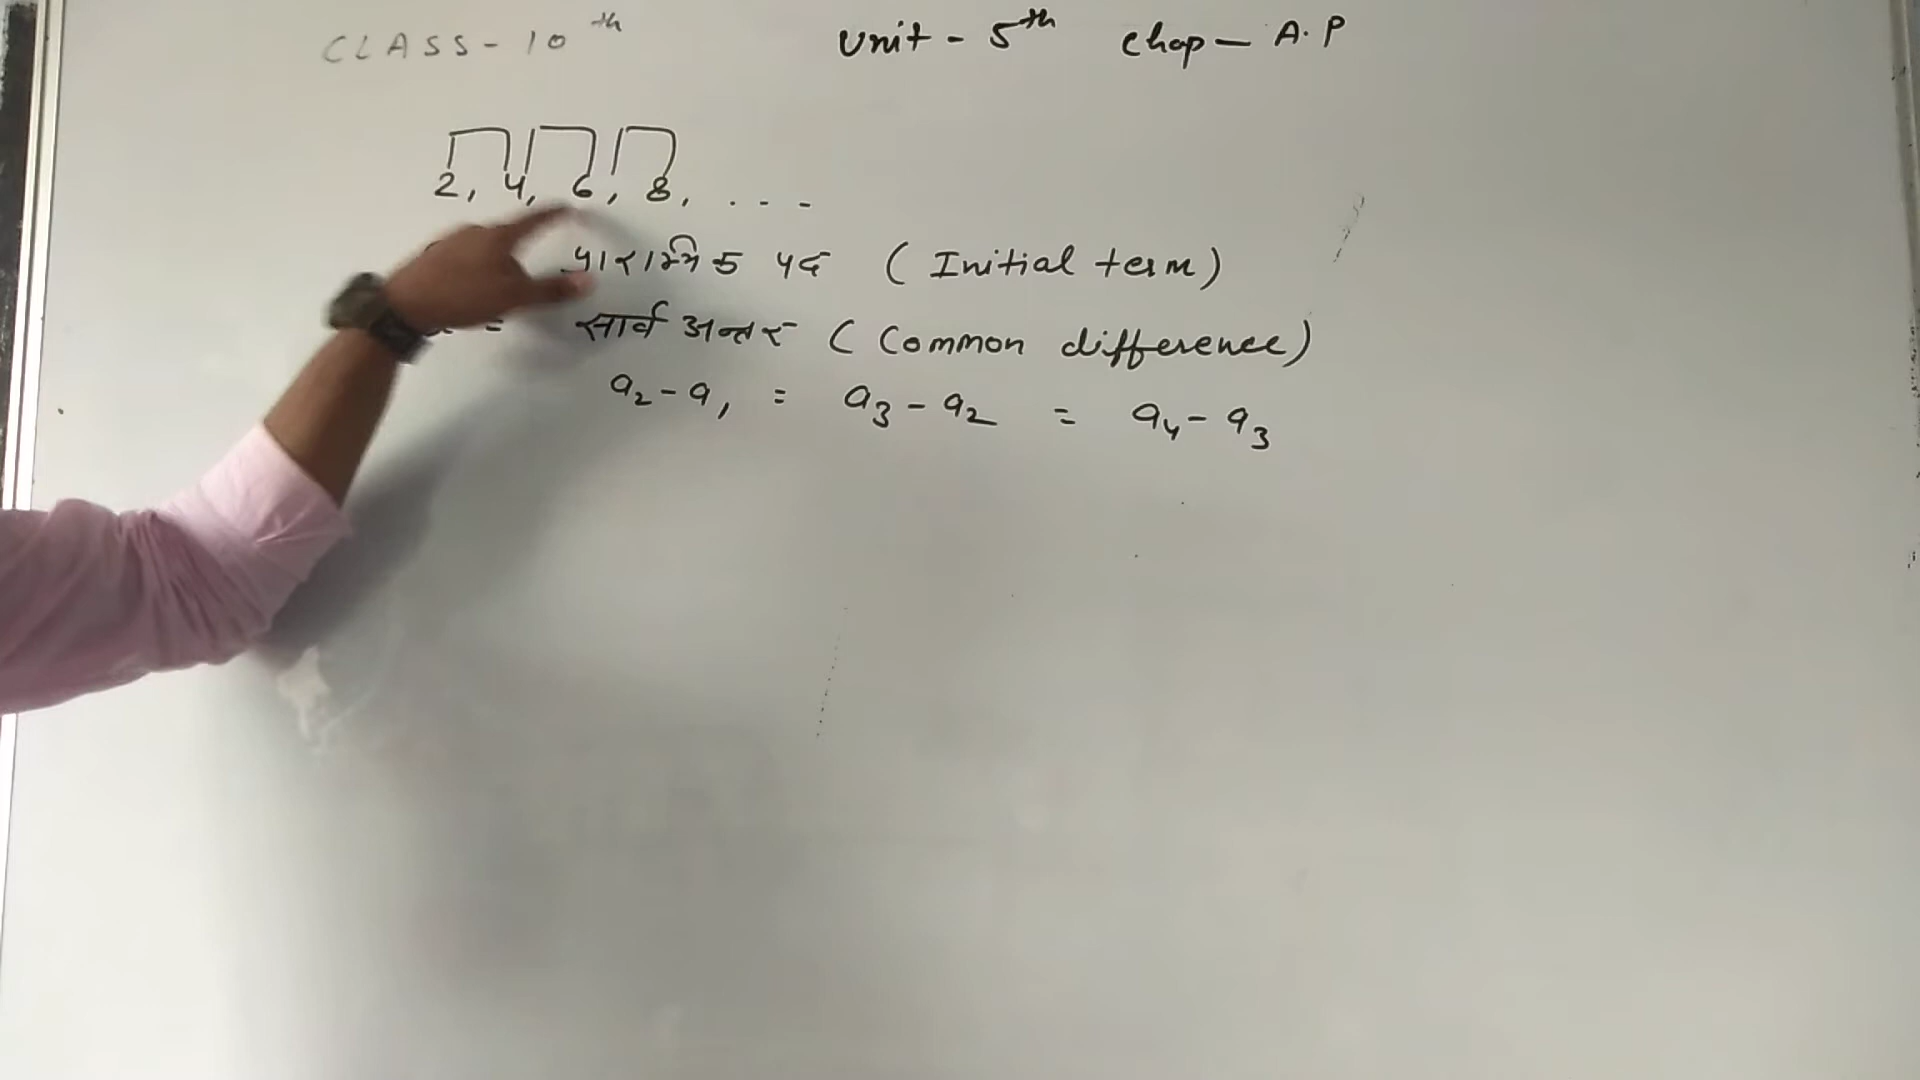 CLASS - 10th Unit - 5th Chap - A.P
2, 4, 6, 8, ...
प्रारम्भिक पद (Initial term)
= सार्व अन्तर (Common difference)
a₂ - a₁ = a₃ - a₂ = a₄ - a₃